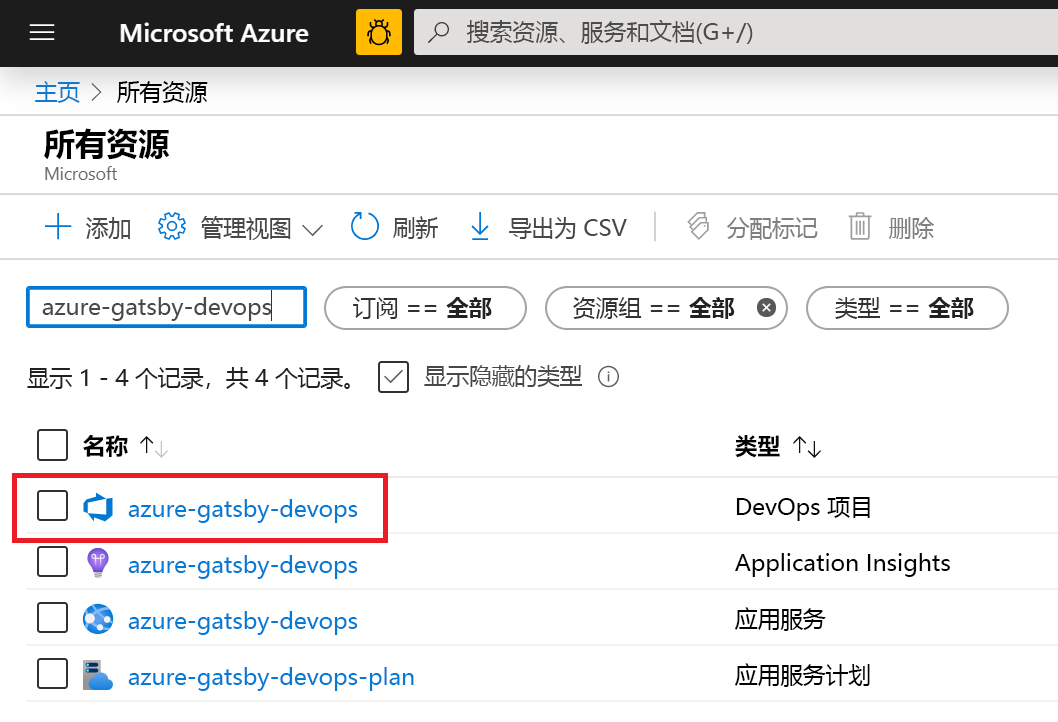 Microsoft Azure 搜索资源、服务和文档(G+/)
主页 > 所有资源
所有资源
Microsoft
添加 管理视图 刷新 导出为 CSV 分配标记 删除
azure-gatsby-devops 订阅 == 全部 资源组 == 全部 类型 == 全部
显示 1 - 4 个记录，共 4 个记录。 显示隐藏的类型
名称 ↑↓ 类型 ↑↓
azure-gatsby-devops DevOps 项目
azure-gatsby-devops Application Insights
azure-gatsby-devops 应用服务
azure-gatsby-devops-plan 应用服务计划